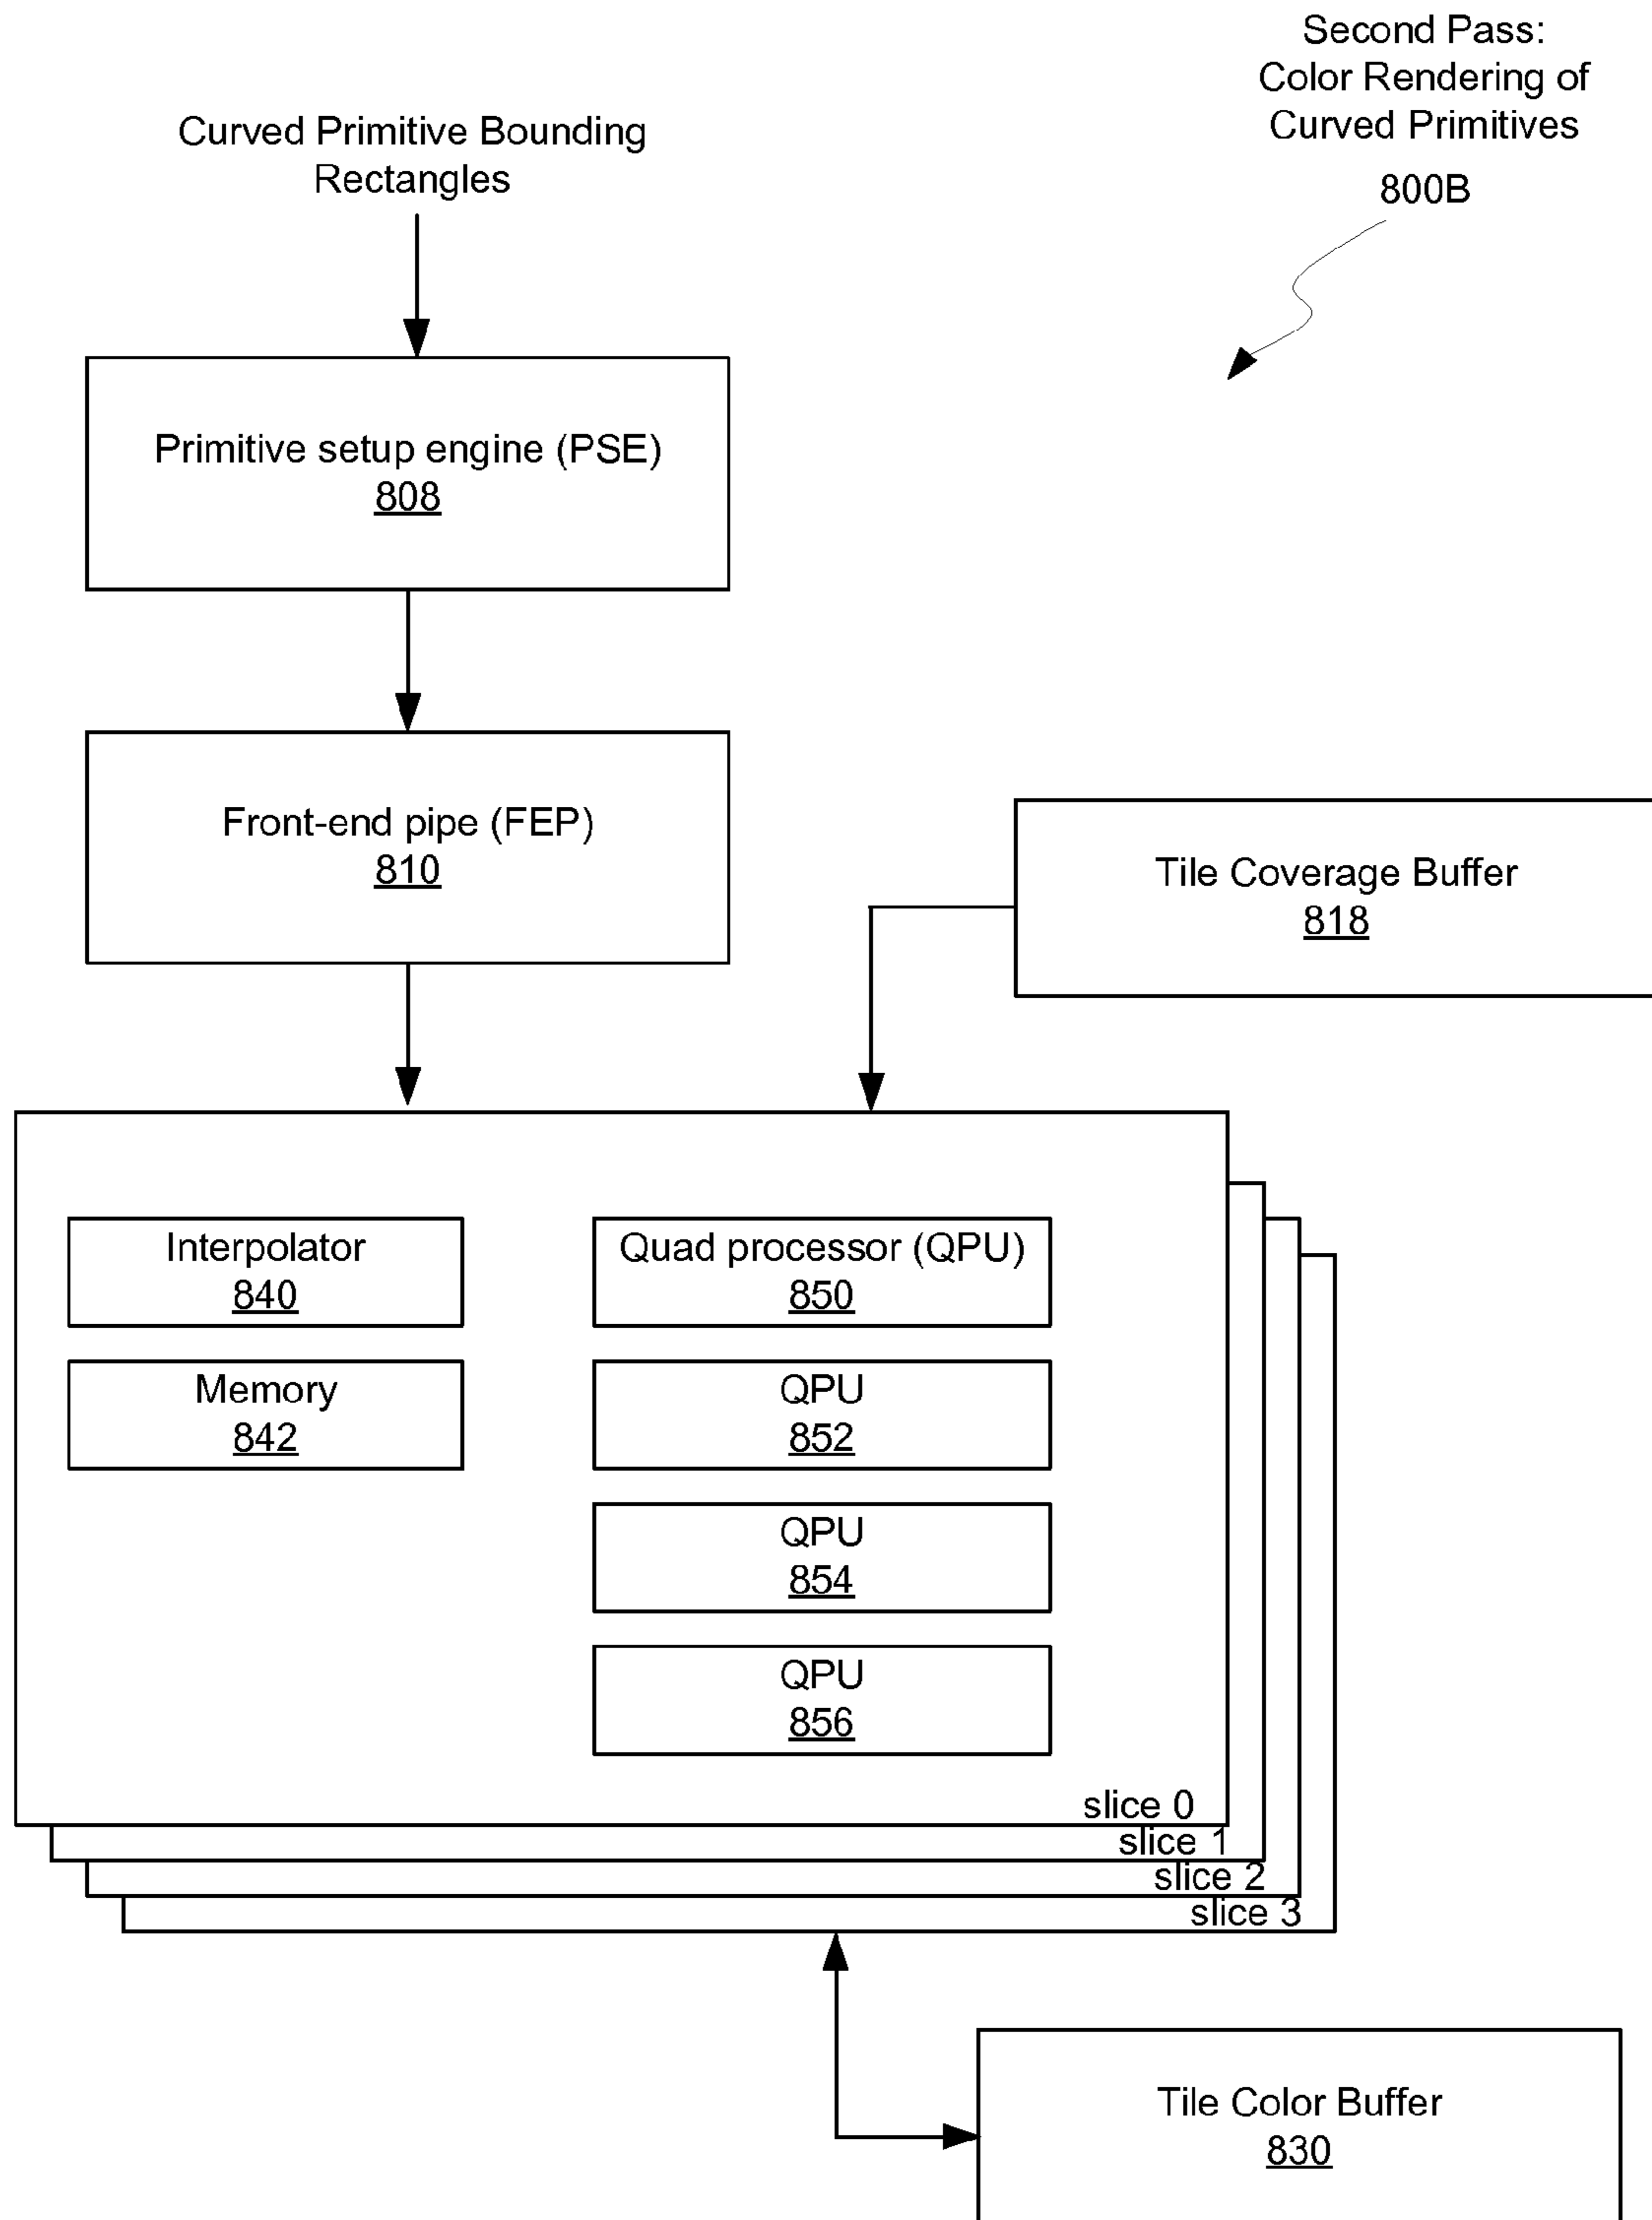 Second Pass:
Color Rendering of
Curved Primitives
800B
Curved Primitive Bounding
Rectangles
Primitive setup engine (PSE)
808
Front-end pipe (FEP)
810
Tile Coverage Buffer
818
Interpolator
840
Memory
842
Quad processor (QPU)
850
QPU
852
QPU
854
QPU
856
slice 0
slice 1
slice 2
slice 3
Tile Color Buffer
830